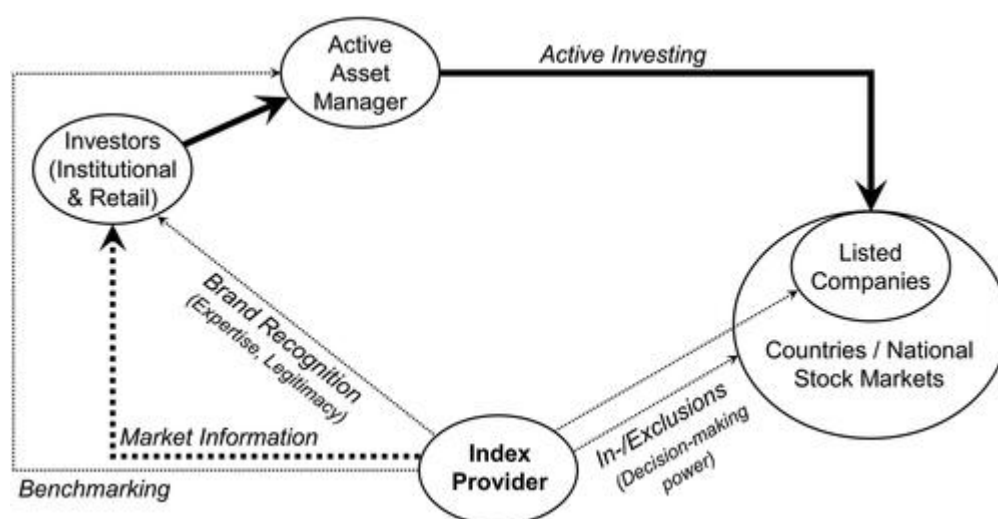 Active
Asset
Manager
Active Investing
Investors
(Institutional
& Retail)
Listed
Companies
Countries / National
Stock Markets
Brand Recognition
(Expertise, Legitimacy)
In-/Exclusions
(Decision-making
power)
Market Information
Index
Provider
Benchmarking